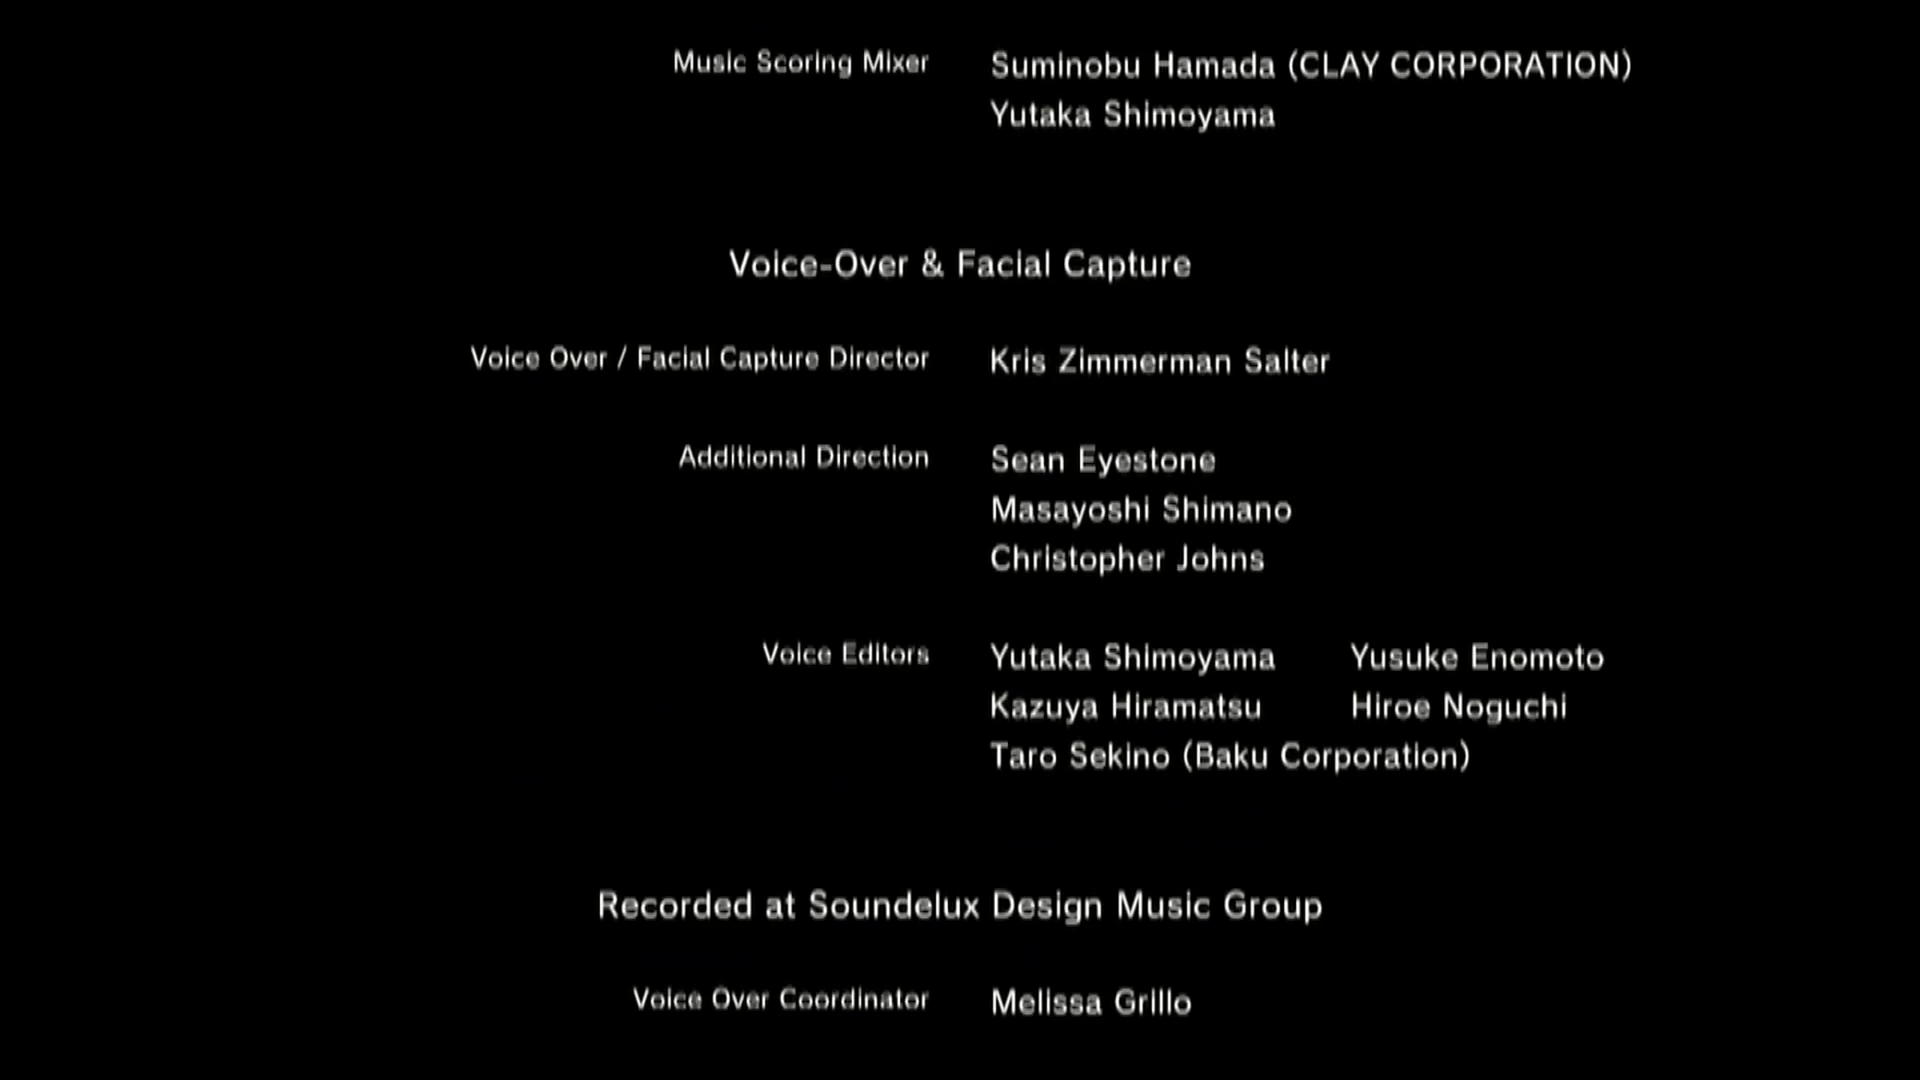 Music Scoring Mixer Suminobu Hamada (CLAY CORPORATION)
Yutaka Shimoyama
Voice-Over & Facial Capture
Voice Over / Facial Capture Director Kris Zimmerman Salter
Additional Direction Sean Eyestone
Masayoshi Shimano
Christopher Johns
Voice Editors Yutaka Shimoyama Yusuke Enomoto
Kazuya Hiramatsu Hiroe Noguchi
Taro Sekino (Baku Corporation)
Recorded at Soundelux Design Music Group
Voice Over Coordinator Melissa Grillo